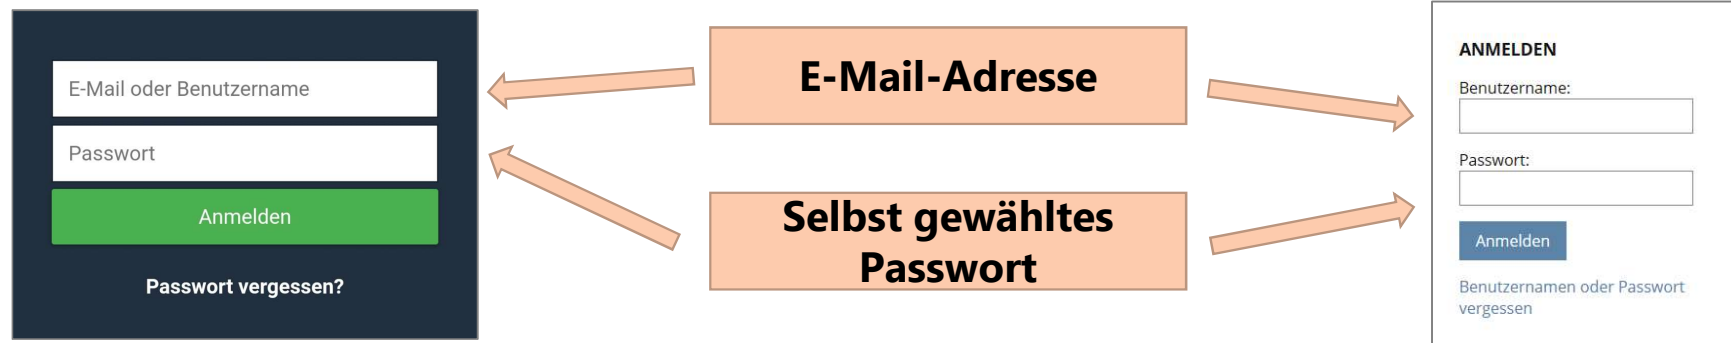 E-Mail oder Benutzername
Passwort
Anmelden
Passwort vergessen?
E-Mail-Adresse
Selbst gewähltes
Passwort
ANMELDEN
Benutzername:
Passwort:
Anmelden
Benutzernamen oder Passwort
vergessen